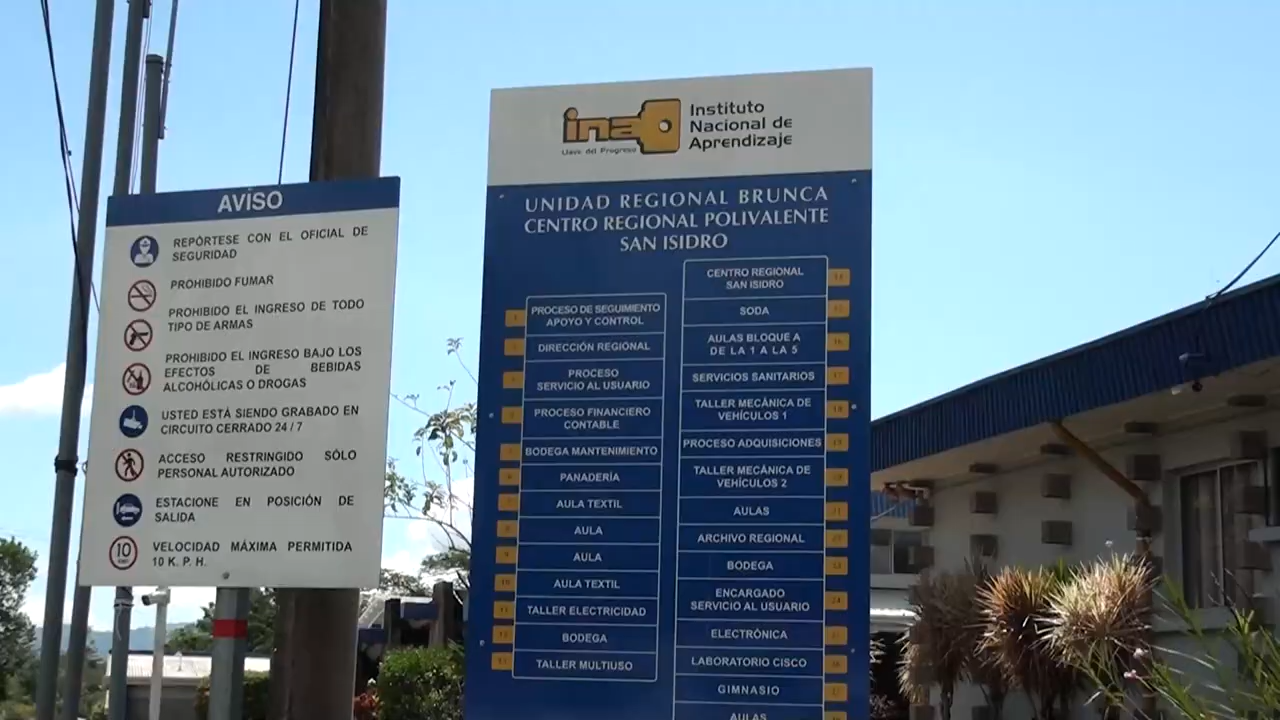 AVISO
REPÓRTESE CON EL OFICIAL DE
SEGURIDAD
PROHIBIDO FUMAR
PROHIBIDO EL INGRESO DE TODO
TIPO DE ARMAS
PROHIBIDO EL INGRESO BAJO LOS
EFECTOS DE BEBIDAS
ALCOHÓLICAS O DROGAS
USTED ESTÁ SIENDO GRABADO EN
CIRCUITO CERRADO 24 / 7
ACCESO RESTRINGIDO SÓLO
PERSONAL AUTORIZADO
ESTACIONE EN POSICIÓN DE
SALIDA
10
VELOCIDAD MÁXIMA PERMITIDA
10 K. P. H.
ina
Llave del Progreso
Instituto
Nacional de
Aprendizaje
UNIDAD REGIONAL BRUNCA
CENTRO REGIONAL POLIVALENTE
SAN ISIDRO
PROCESO DE SEGUIMIENTO
APOYO Y CONTROL
DIRECCIÓN REGIONAL
PROCESO
SERVICIO AL USUARIO
PROCESO FINANCIERO
CONTABLE
BODEGA MANTENIMIENTO
PANADERÍA
AULA TEXTIL
AULA
AULA
AULA TEXTIL
TALLER ELECTRICIDAD
BODEGA
TALLER MULTIUSO
CENTRO REGIONAL
SAN ISIDRO
SODA
AULAS BLOQUE A
DE LA 1 A LA 5
SERVICIOS SANITARIOS
TALLER MECÁNICA DE
VEHÍCULOS 1
PROCESO ADQUISICIONES
TALLER MECÁNICA DE
VEHÍCULOS 2
AULAS
ARCHIVO REGIONAL
BODEGA
ENCARGADO
SERVICIO AL USUARIO
ELECTRÓNICA
LABORATORIO CISCO
GIMNASIO
AULAS